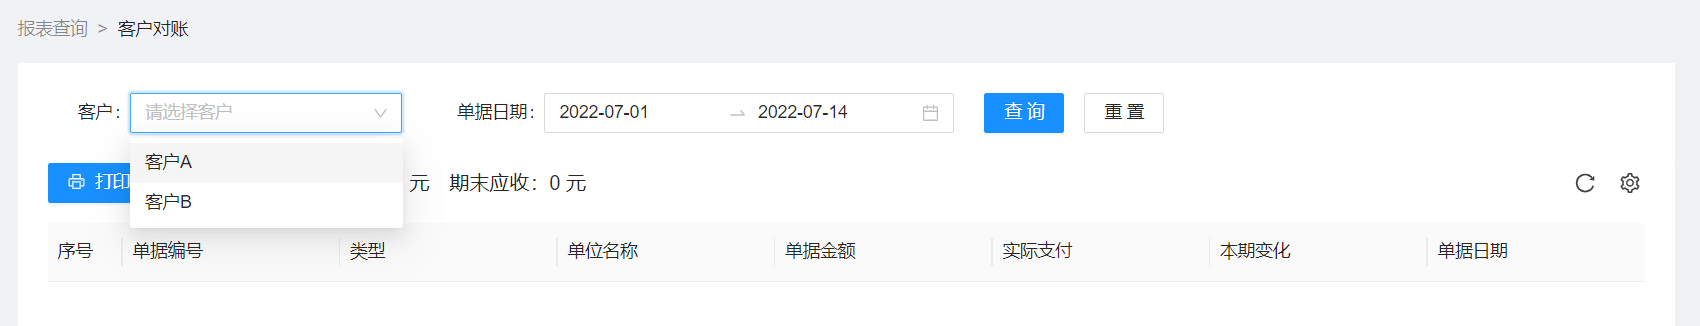 报表查询 > 客户对账
客户: 请选择客户 单据日期: 2022-07-01 → 2022-07-14 查询 重置
客户A
打印 元 期末应收: 0 元
客户B
序号 单据编号 类型 单位名称 单据金额 实际支付 本期变化 单据日期